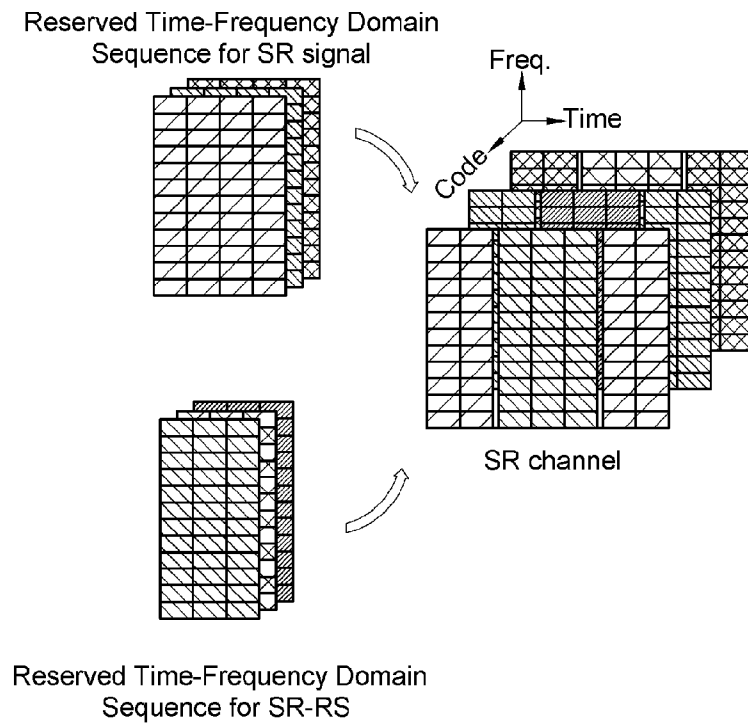 Reserved Time-Frequency Domain
Sequence for SR signal
Freq.
Time
Code
SR channel
Reserved Time-Frequency Domain
Sequence for SR-RS